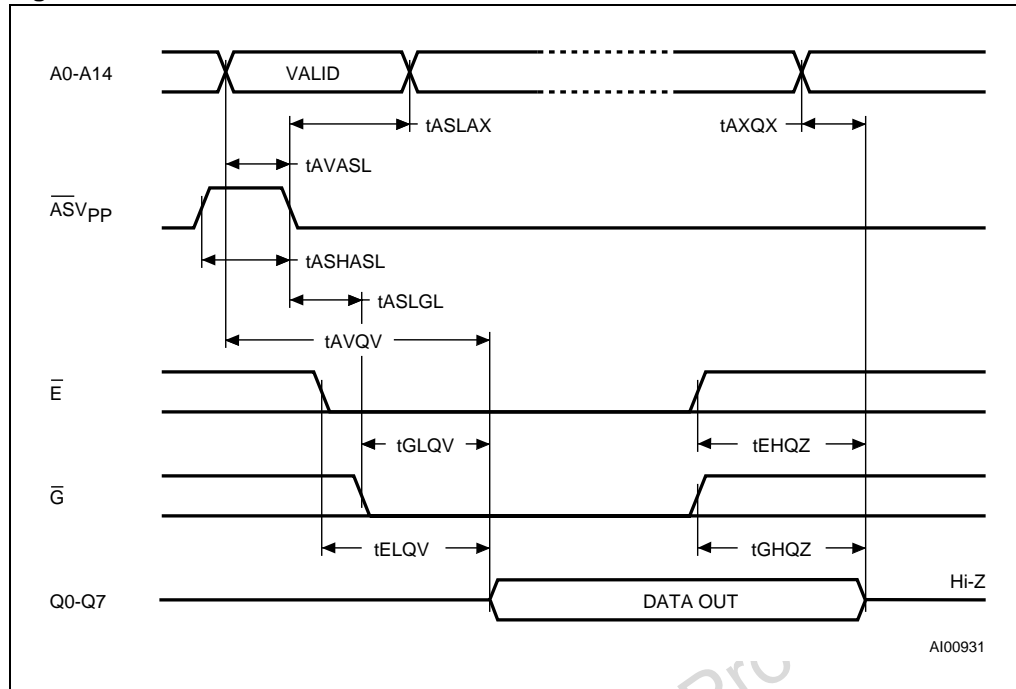 A0-A14
VALID
tASLAX
tAXQX
tAVASL
A̅S̅VPP
tASHASL
tASLGL
tAVQV
E̅
tGLQV
tEHQZ
G̅
tELQV
tGHQZ
Hi-Z
Q0-Q7
DATA OUT
AI00931